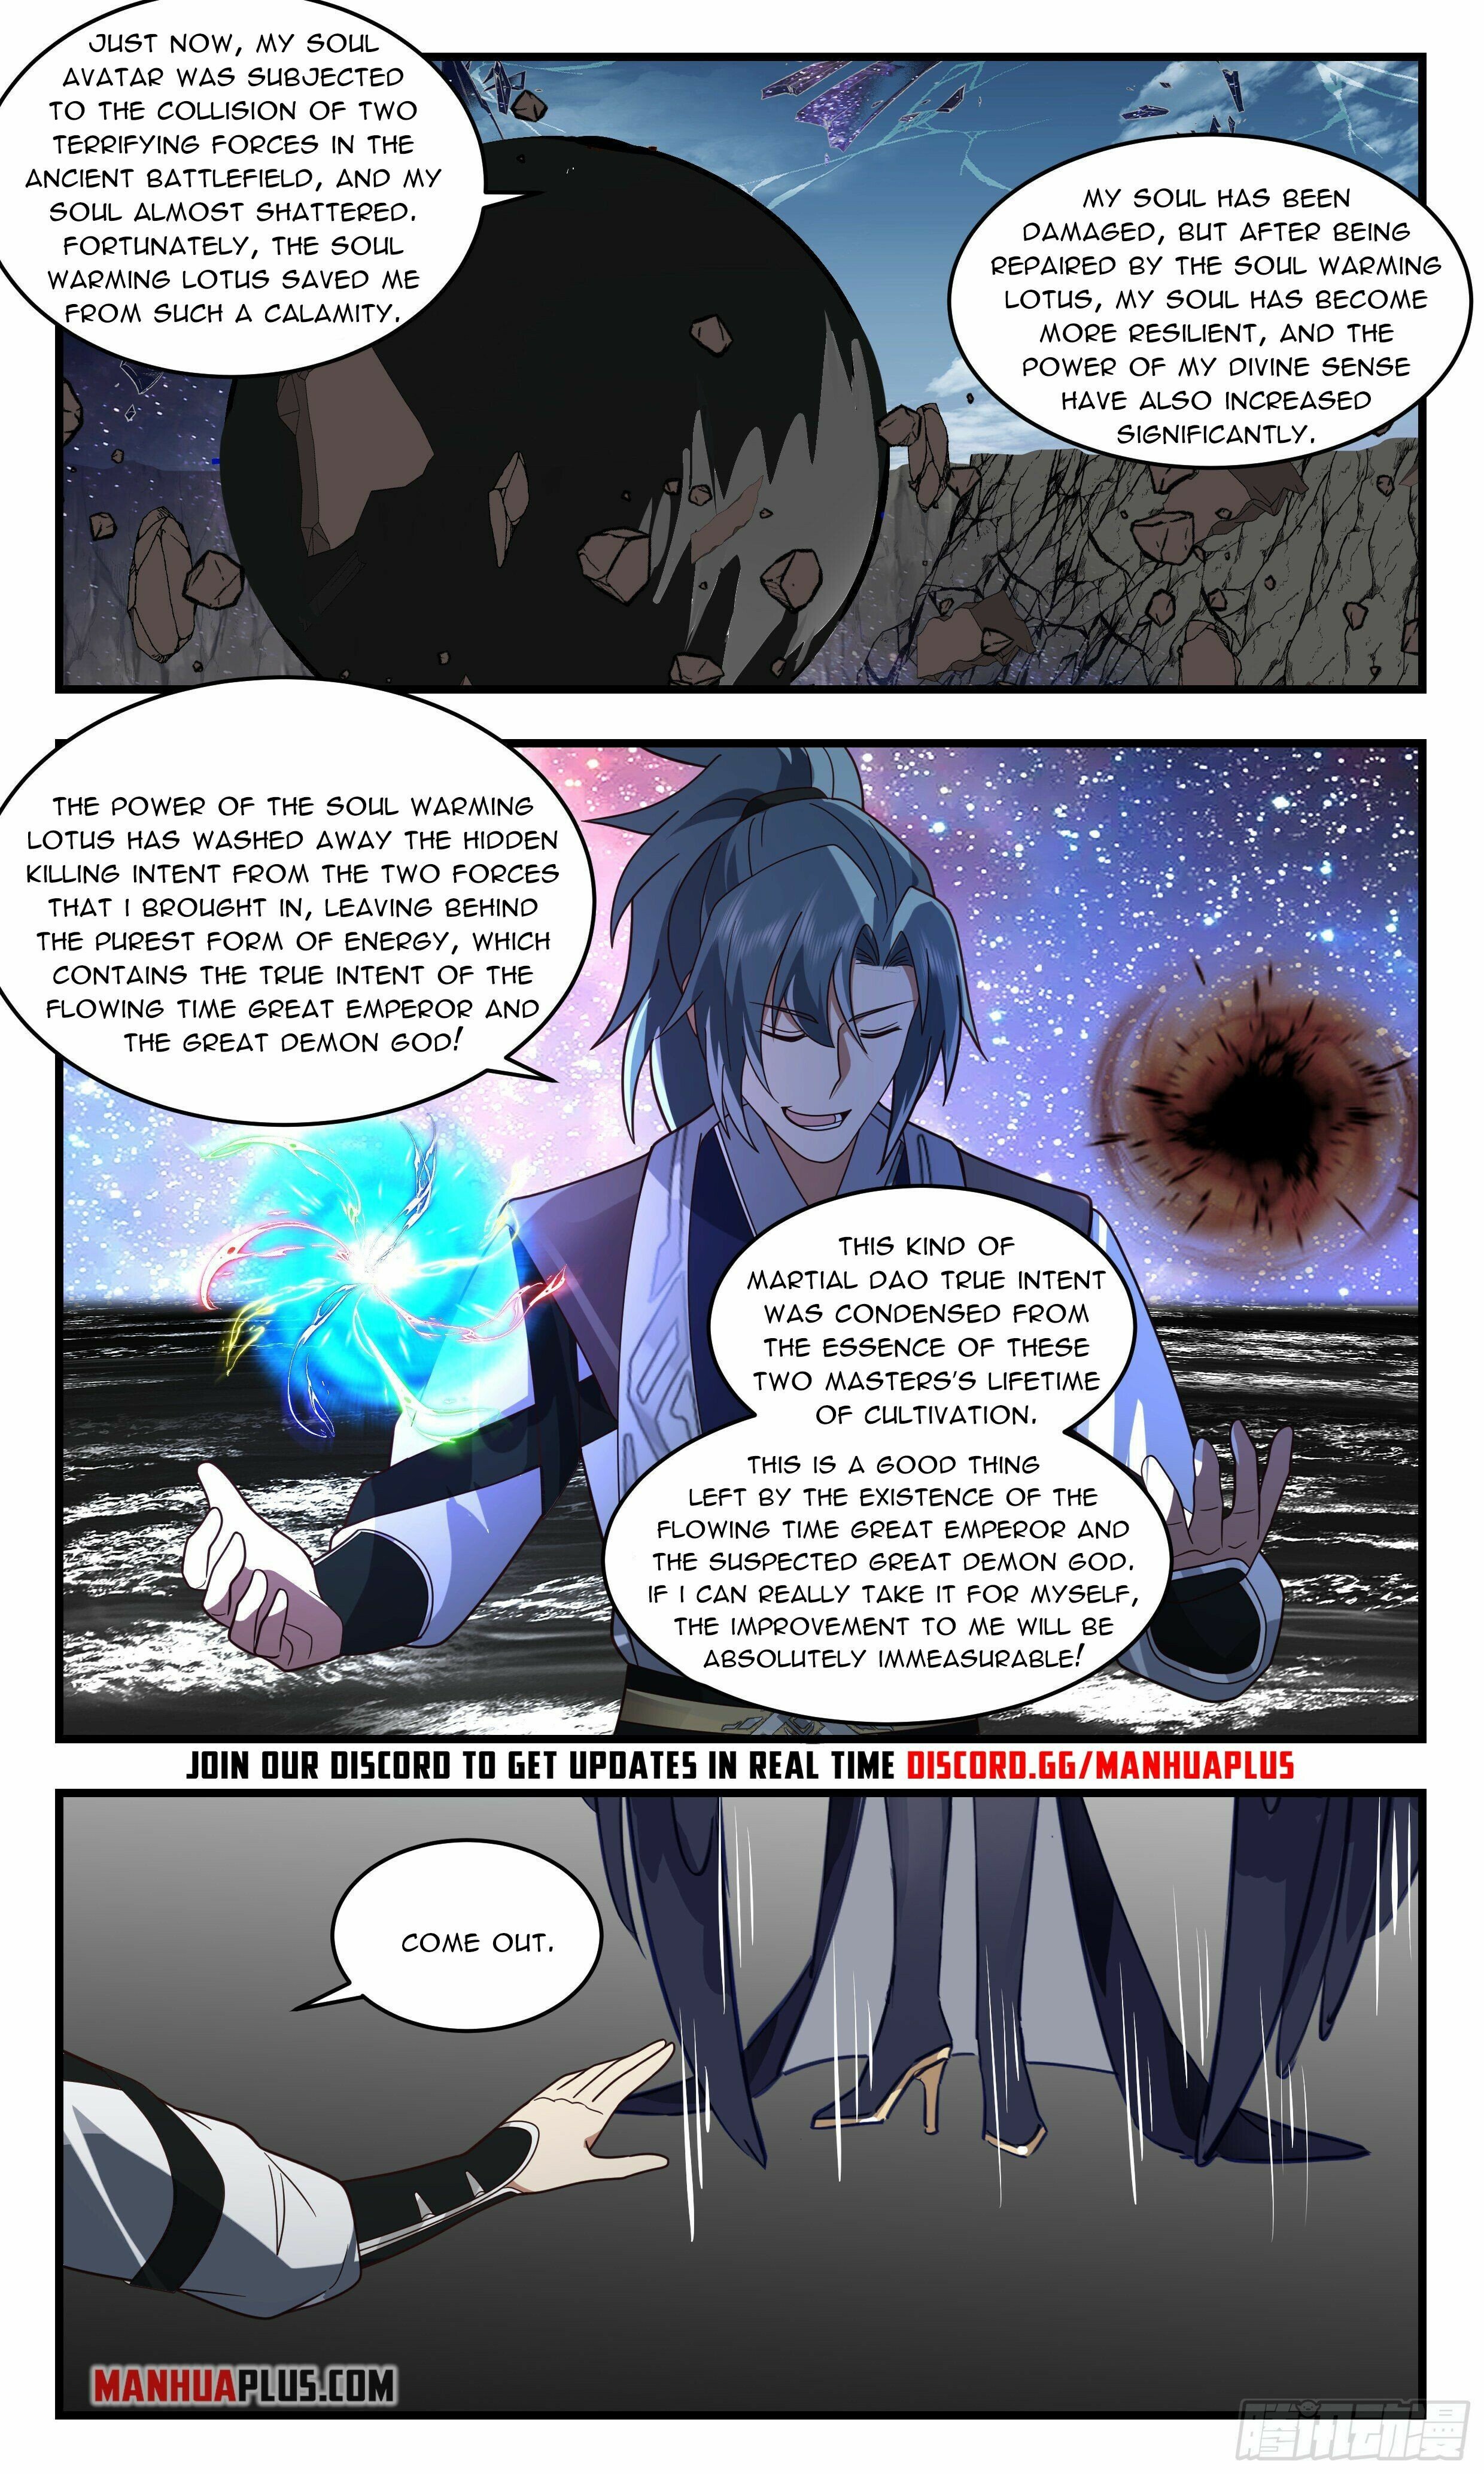 JUST NOW, MY SOUL
AVATAR WAS SUBJECTED
TO THE COLLISION OF TWO
TERRIFYING FORCES IN THE
ANCIENT BATTLEFIELD, AND MY
SOUL ALMOST SHATTERED.
FORTUNATELY, THE SOUL
WARMING LOTUS SAVED ME
FROM SUCH A CALAMITY.
MY SOUL HAS BEEN
DAMAGED, BUT AFTER BEING
REPAIRED BY THE SOUL WARMING
LOTUS, MY SOUL HAS BECOME
MORE RESILIENT, AND THE
POWER OF MY DIVINE SENSE
HAVE ALSO INCREASED
SIGNIFICANTLY.
THE POWER OF THE SOUL WARMING
LOTUS HAS WASHED AWAY THE HIDDEN
KILLING INTENT FROM THE TWO FORCES
THAT I BROUGHT IN, LEAVING BEHIND
THE PUREST FORM OF ENERGY, WHICH
CONTAINS THE TRUE INTENT OF THE
FLOWING TIME GREAT EMPEROR AND
THE GREAT DEMON GOD!
THIS KIND OF
MARTIAL DAO TRUE INTENT
WAS CONDENSED FROM
THE ESSENCE OF THESE
TWO MASTERS'S LIFETIME
OF CULTIVATION.
THIS IS A GOOD THING
LEFT BY THE EXISTENCE OF THE
FLOWING TIME GREAT EMPEROR AND
THE SUSPECTED GREAT DEMON GOD.
IF I CAN REALLY TAKE IT FOR MYSELF,
THE IMPROVEMENT TO ME WILL BE
ABSOLUTELY IMMEASURABLE!
JOIN OUR DISCORD TO GET UPDATES IN REAL TIME DISCORD.GG/MANHUAPLUS
COME OUT.
MANHUAPLUS.COM
腾讯动漫